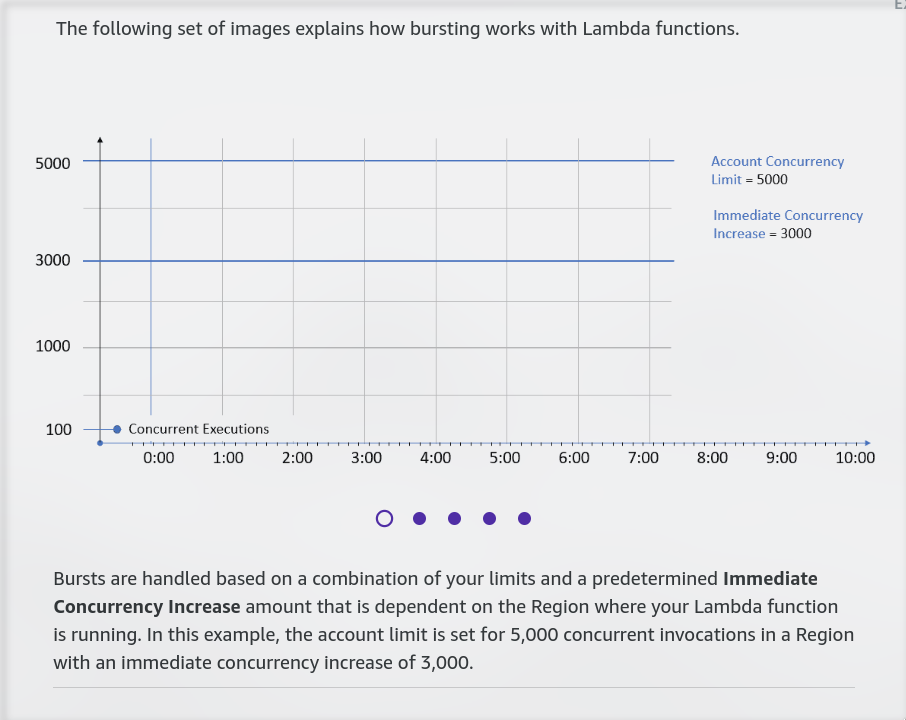 The following set of images explains how bursting works with Lambda functions.
5000
3000
1000
100
Account Concurrency
Limit = 5000
Immediate Concurrency
Increase = 3000
Concurrent Executions
0:00 1:00 2:00 3:00 4:00 5:00 6:00 7:00 8:00 9:00 10:00
Bursts are handled based on a combination of your limits and a predetermined Immediate
Concurrency Increase amount that is dependent on the Region where your Lambda function
is running. In this example, the account limit is set for 5,000 concurrent invocations in a Region
with an immediate concurrency increase of 3,000.